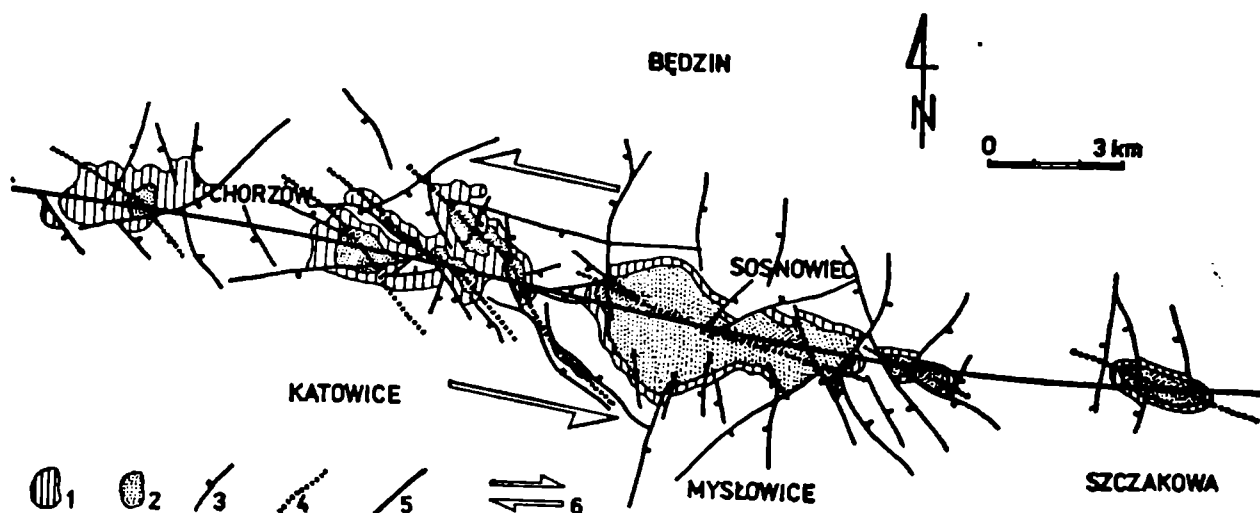 BĘDZIN
N
0 3 km
CHORZÓW
SOSNOWIEC
KATOWICE
MYSŁOWICE
SZCZAKOWA
1 2 3 4 5 6